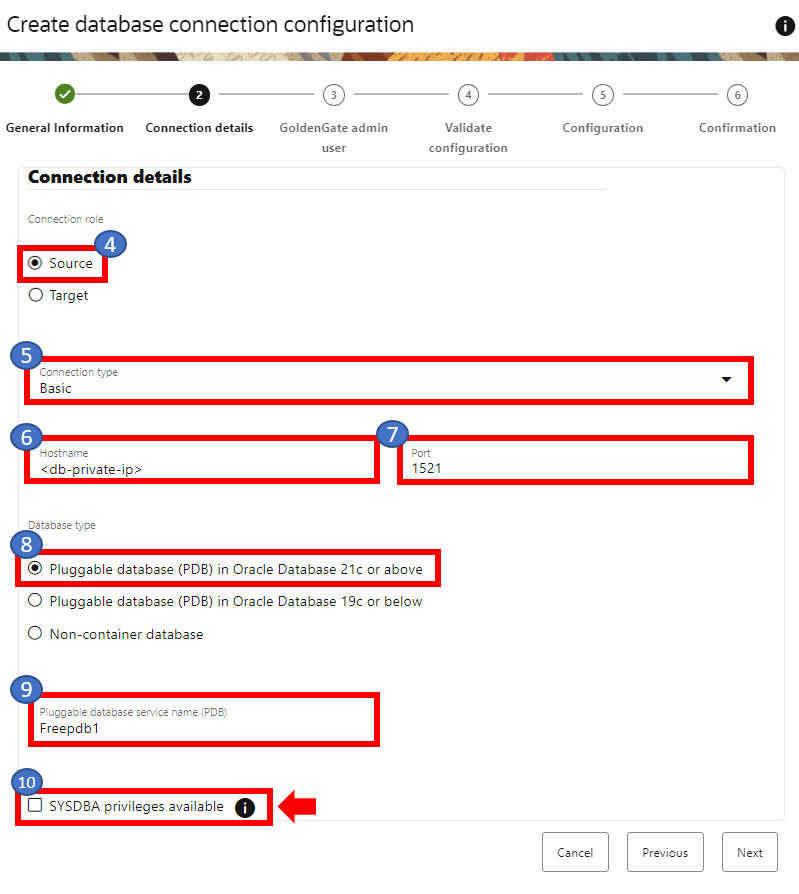 Create database connection configuration
i
2
3
4
5
6
General Information
Connection details
GoldenGate admin
user
Validate
configuration
Configuration
Confirmation
Connection details
Connection role
4
Source
Target
5
Connection type
Basic
6
Hostname
<db-private-ip>
7
Port
1521
Database type
8
Pluggable database (PDB) in Oracle Database 21c or above
Pluggable database (PDB) in Oracle Database 19c or below
Non-container database
9
Pluggable database service name (PDB)
Freepdb1
10
SYSDBA privileges available
i
Cancel
Previous
Next